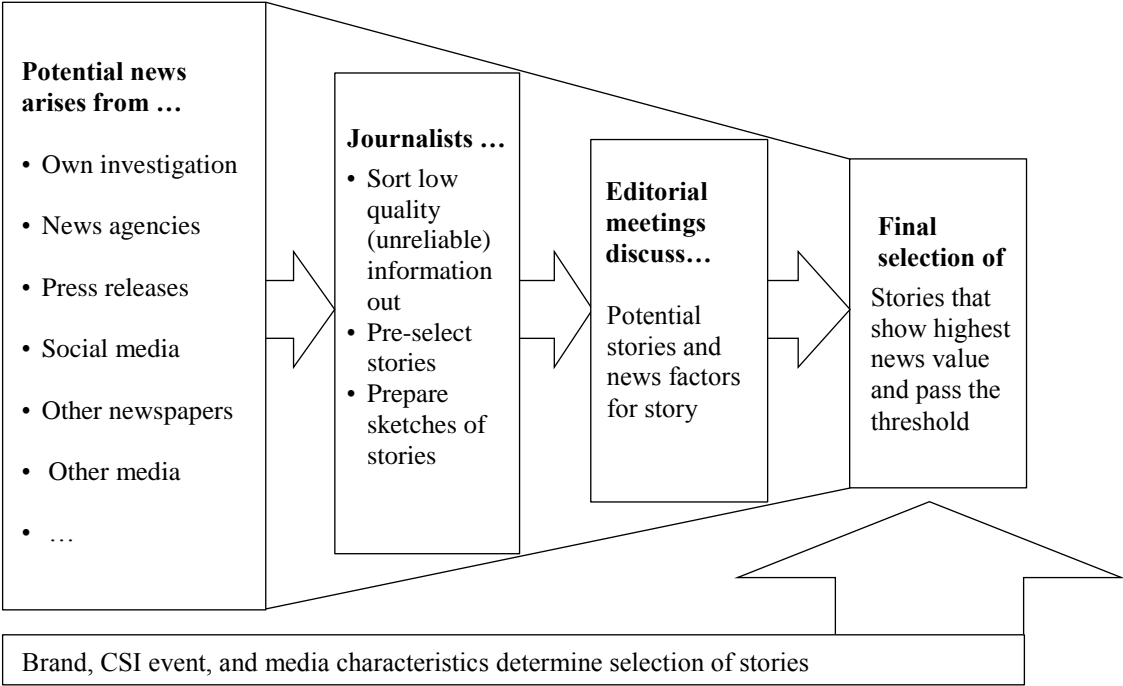 Potential news
arises from …
• Own investigation
• News agencies
• Press releases
• Social media
• Other newspapers
• Other media
• …
Journalists …
• Sort low
quality
(unreliable)
information
out
• Pre-select
stories
• Prepare
sketches of
stories
Editorial
meetings
discuss…
Potential
stories and
news factors
for story
Final
selection of
Stories that
show highest
news value
and pass the
threshold
Brand, CSI event, and media characteristics determine selection of stories